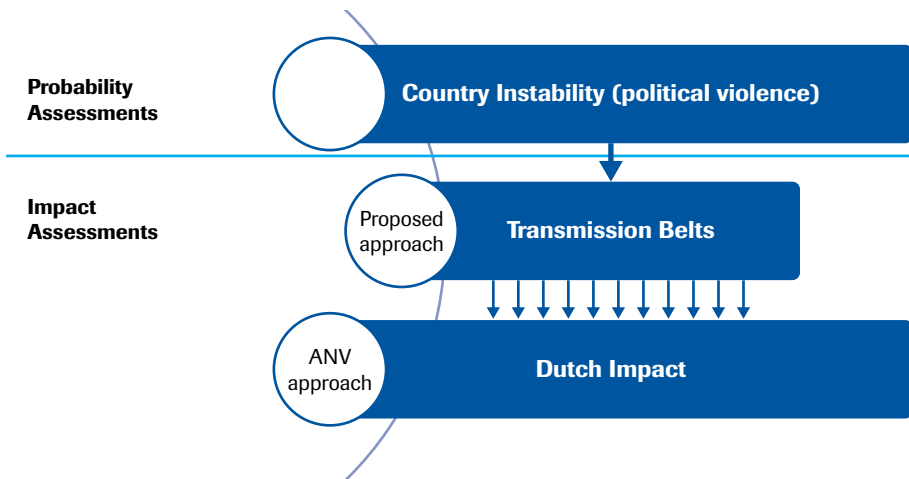 Probability
Assessments
Country Instability (political violence)
Impact
Assessments
Proposed
approach
Transmission Belts
ANV
approach
Dutch Impact